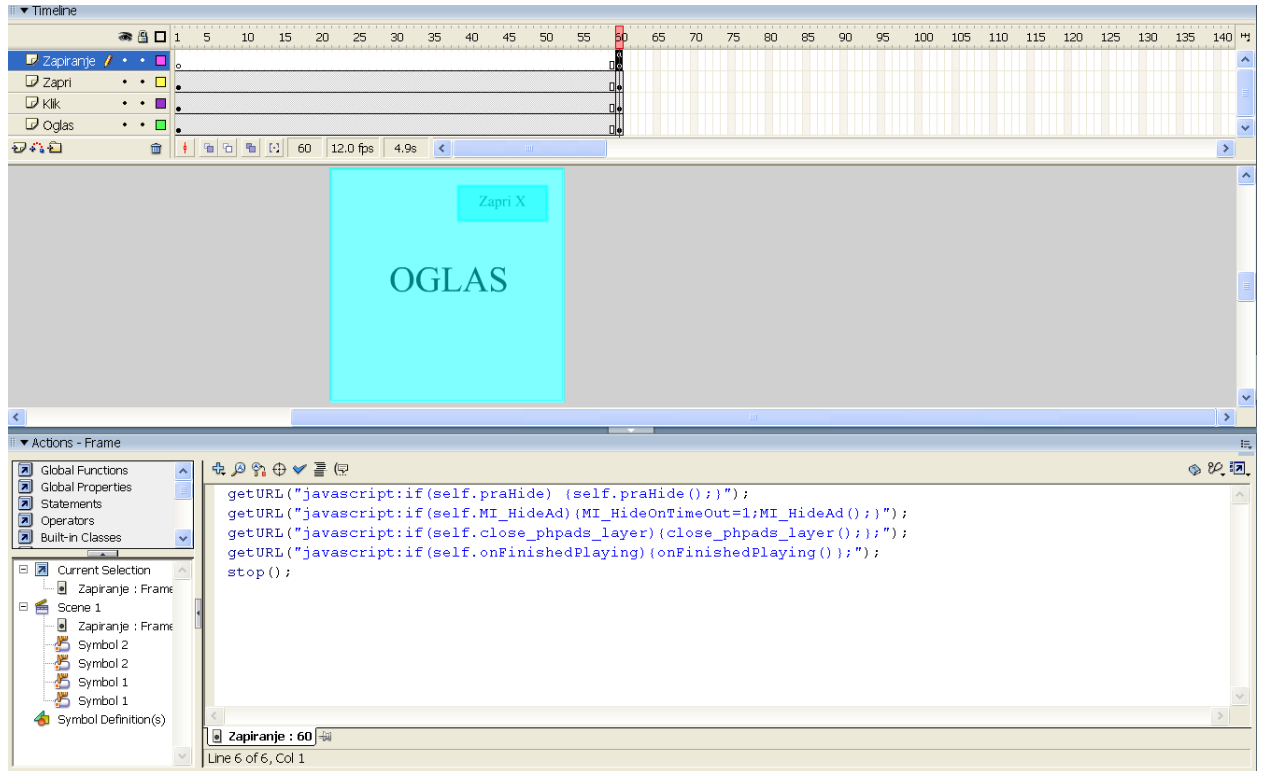 Timeline
1 5 10 15 20 25 30 35 40 45 50 55 60 65 70 75 80 85 90 95 100 105 110 115 120 125 130 135 140
Zapiranje
Zapri
Klik
Oglas
60 12.0 fps 4.9s
Zapri X
OGLAS
Actions - Frame
Global Functions
Global Properties
Statements
Operators
Built-in Classes
Current Selection
Zapiranje : Frame
Scene 1
Zapiranje : Frame
Symbol 2
Symbol 2
Symbol 1
Symbol 1
Symbol Definition(s)
getURL("javascript:if(self.praHide) {self.praHide();}");
getURL("javascript:if(self.MI_HideAd){MI_HideOnTimeOut=1;MI_HideAd();}");
getURL("javascript:if(self.close_phpads_layer){close_phpads_layer();};");
getURL("javascript:if(self.onFinishedPlaying){onFinishedPlaying()};");
stop();
Zapiranje : 60
Line 6 of 6, Col 1